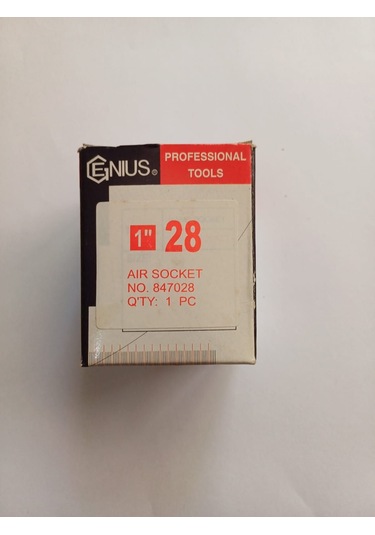 GENIUS®
PROFESSIONAL
TOOLS
1" 28
AIR SOCKET
NO. 847028
Q'TY: 1 PC